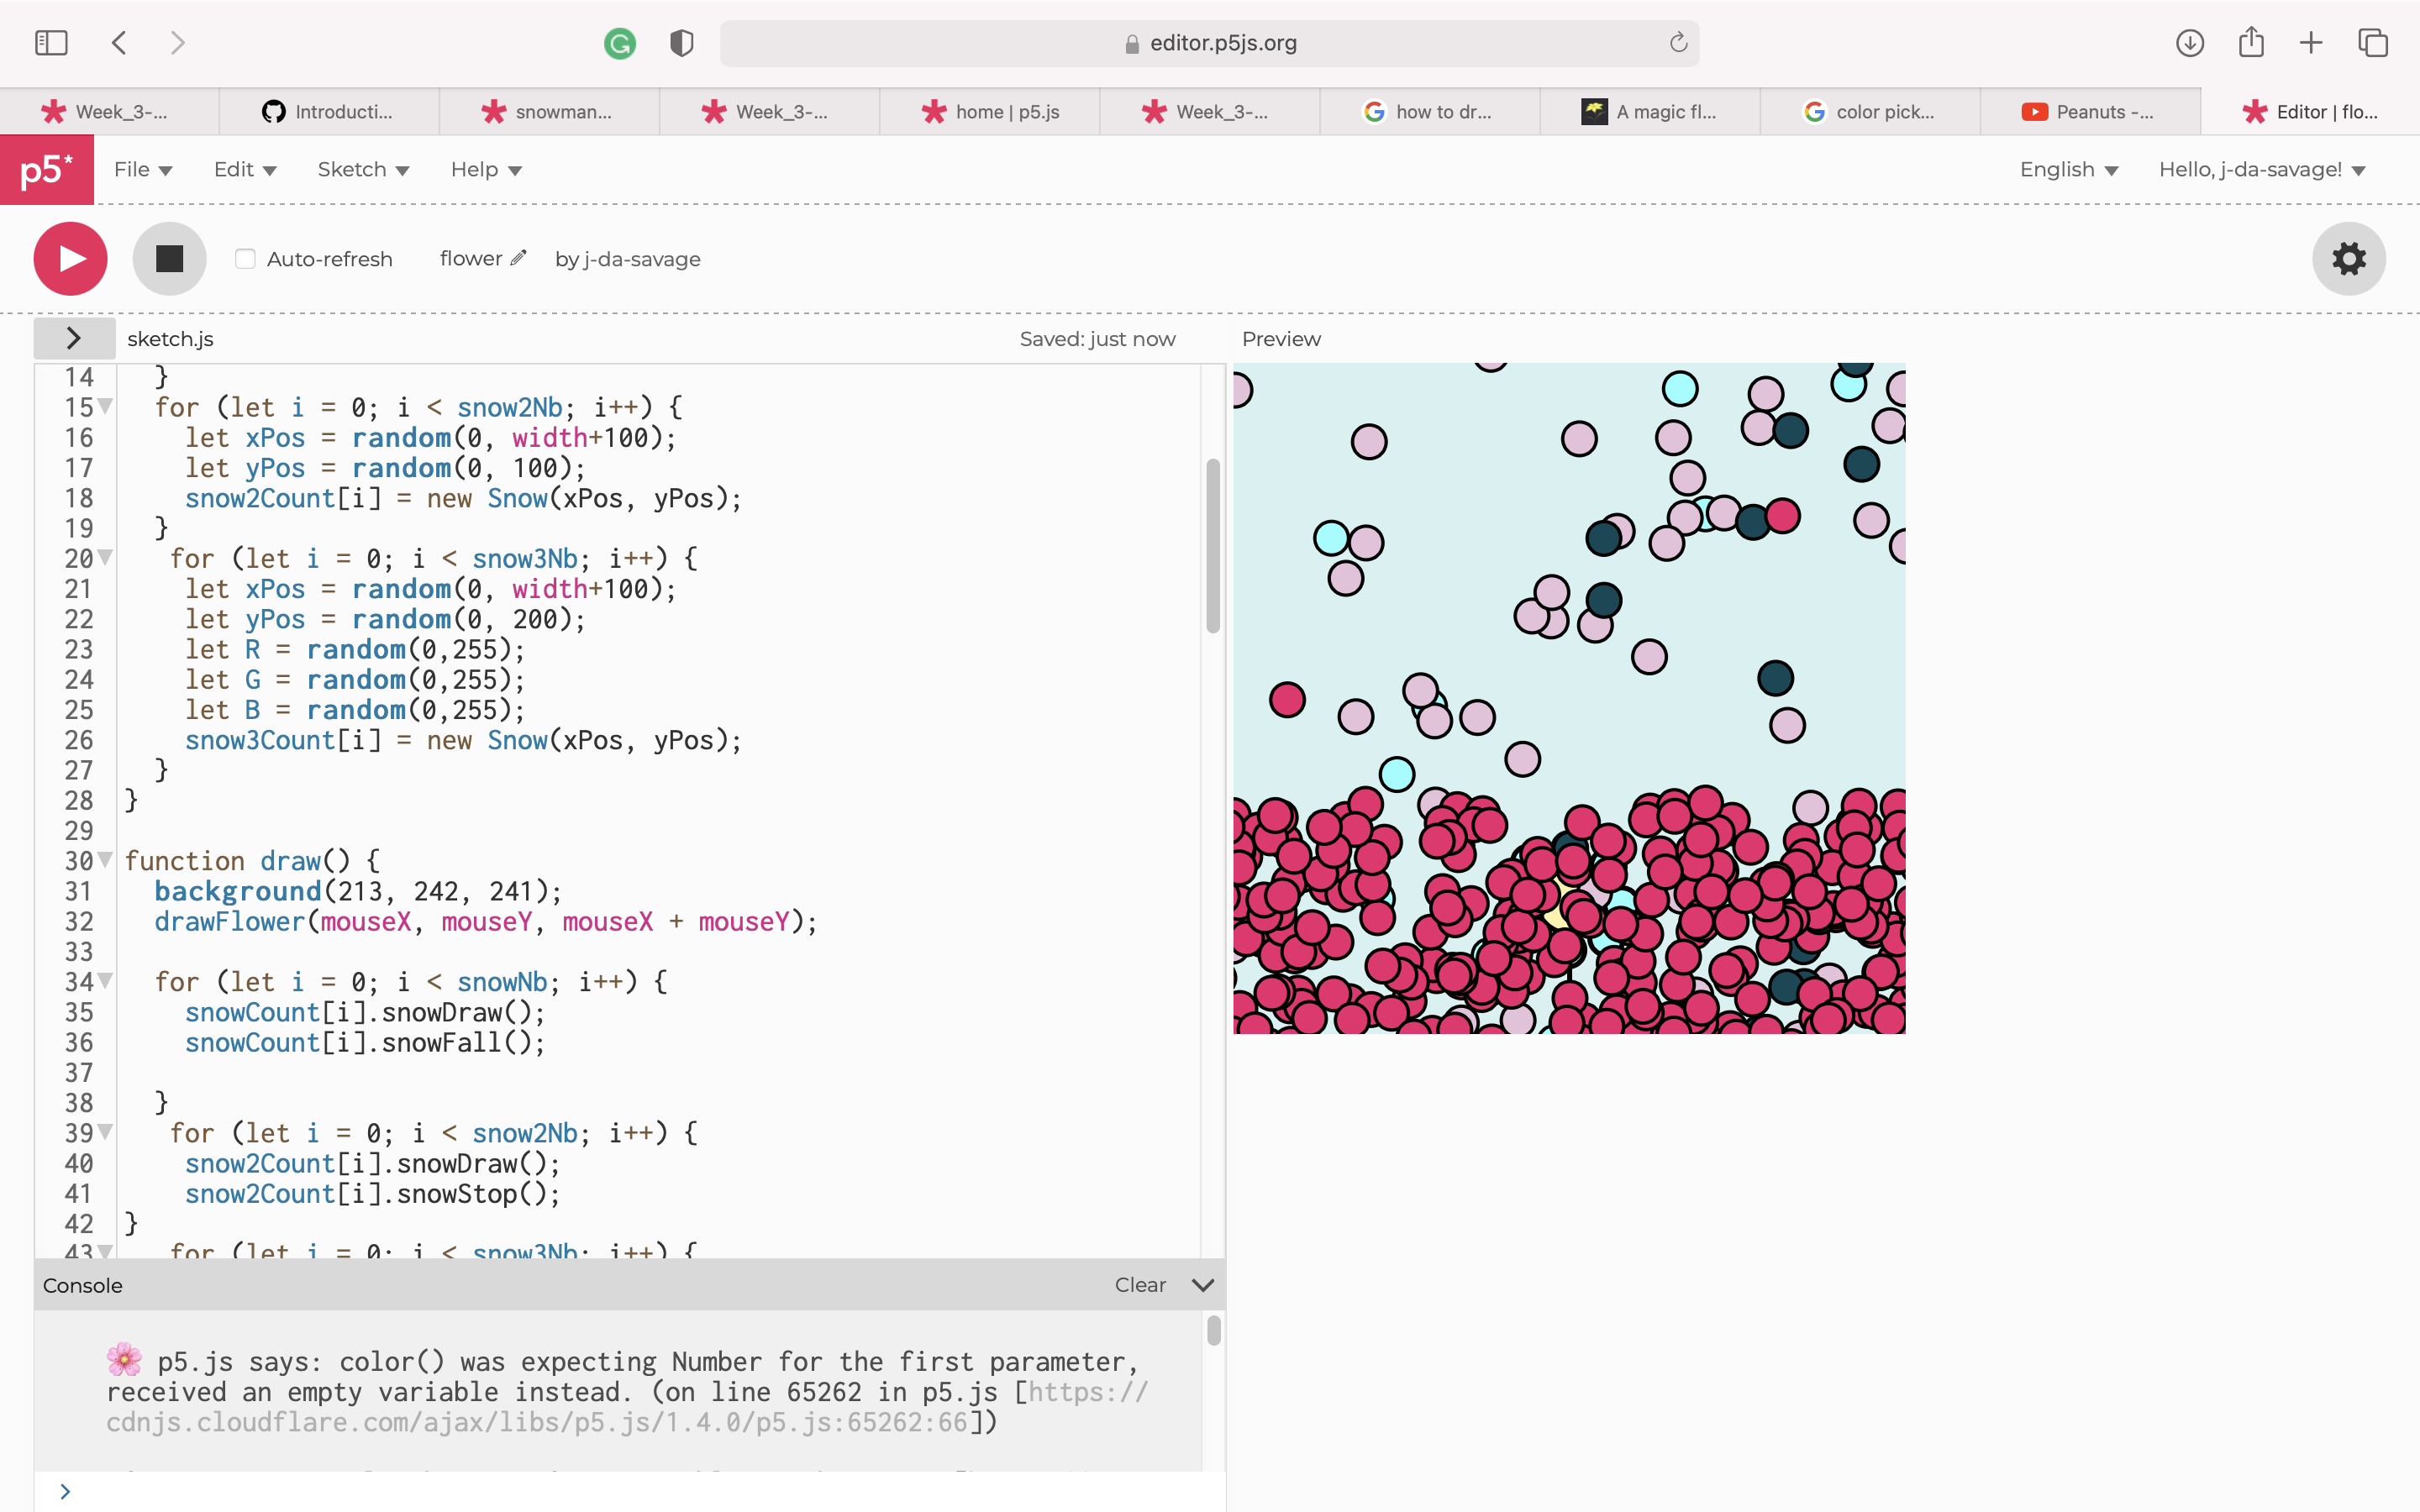 editor.p5js.org
Week_3-...
Introducti...
snowman...
Week_3-...
home | p5.js
Week_3-...
how to dr...
A magic fl...
color pick...
Peanuts -...
Editor | flo...
p5*
File
Edit
Sketch
Help
English
Hello, j-da-savage!
Auto-refresh
flower
by j-da-savage
sketch.js
Saved: just now
Preview
14 }
15 for (let i = 0; i < snow2Nb; i++) {
16 let xPos = random(0, width+100);
17 let yPos = random(0, 100);
18 snow2Count[i] = new Snow(xPos, yPos);
19 }
20 for (let i = 0; i < snow3Nb; i++) {
21 let xPos = random(0, width+100);
22 let yPos = random(0, 200);
23 let R = random(0,255);
24 let G = random(0,255);
25 let B = random(0,255);
26 snow3Count[i] = new Snow(xPos, yPos);
27 }
28 }
29
30 function draw() {
31 background(213, 242, 241);
32 drawFlower(mouseX, mouseY, mouseX + mouseY);
33
34 for (let i = 0; i < snowNb; i++) {
35 snowCount[i].snowDraw();
36 snowCount[i].snowFall();
37
38 }
39 for (let i = 0; i < snow2Nb; i++) {
40 snow2Count[i].snowDraw();
41 snow2Count[i].snowStop();
42 }
43 for (let i = 0; i < snow3Nb; i++) {
Console
Clear
🌸 p5.js says: color() was expecting Number for the first parameter,
received an empty variable instead. (on line 65262 in p5.js [https://
cdnjs.cloudflare.com/ajax/libs/p5.js/1.4.0/p5.js:65262:66])